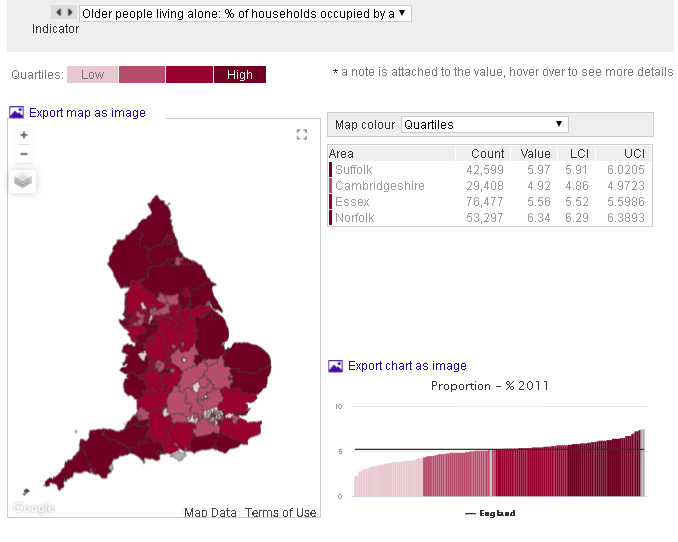 Older people living alone: % of households occupied by a
Indicator
Quartiles: Low High
* a note is attached to the value, hover over to see more details
Export map as image
+
−
Map colour Quartiles
Area Count Value LCI UCI
Suffolk 42,599 5.97 5.91 6.0205
Cambridgeshire 29,408 4.92 4.86 4.9723
Essex 76,477 5.56 5.52 5.5986
Norfolk 53,297 6.34 6.29 6.3893
Export chart as image
Proportion - % 2011
10
5
0
England
Google
Map Data Terms of Use